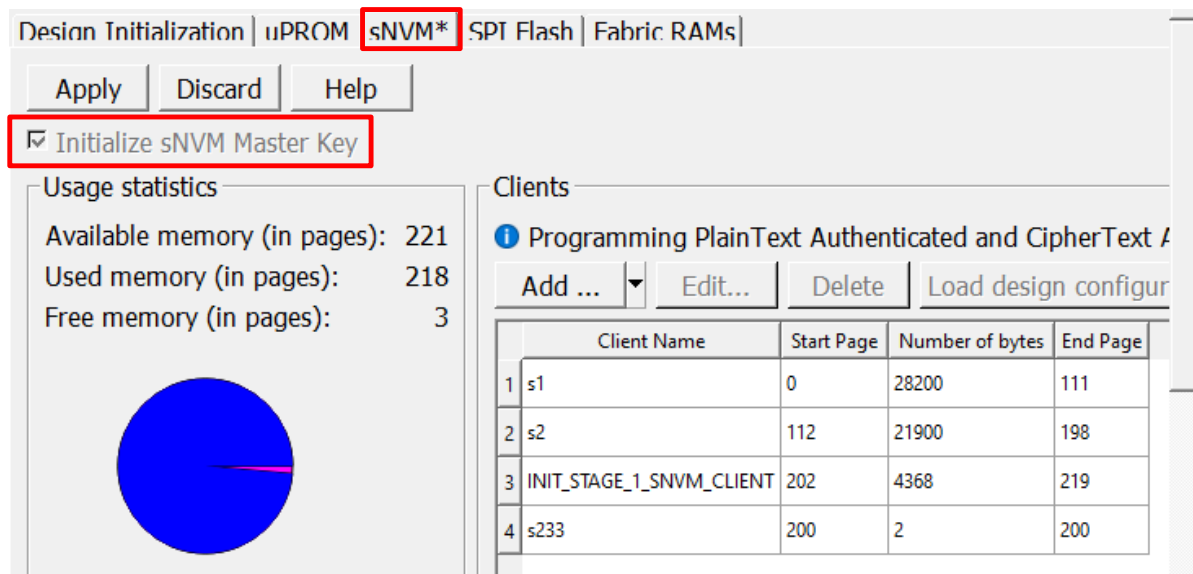 Design Initialization uPROM sNVM* SPI Flash Fabric RAMs
Apply Discard Help
Initialize sNVM Master Key
Usage statistics
Available memory (in pages): 221
Used memory (in pages): 218
Free memory (in pages): 3
Clients
Programming PlainText Authenticated and CipherText
Add ... Edit... Delete Load design configur
Client Name Start Page Number of bytes End Page
1 s1 0 28200 111
2 s2 112 21900 198
3 INIT_STAGE_1_SNVM_CLIENT 202 4368 219
4 s233 200 2 200